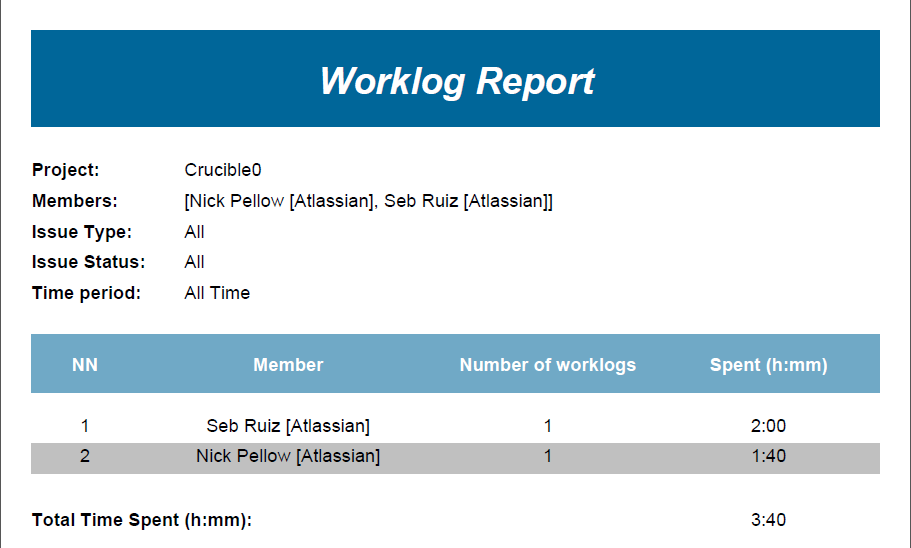 Worklog Report
Project: Crucible0
Members: [Nick Pellow [Atlassian], Seb Ruiz [Atlassian]]
Issue Type: All
Issue Status: All
Time period: All Time
NN Member Number of worklogs Spent (h:mm)
1 Seb Ruiz [Atlassian] 1 2:00
2 Nick Pellow [Atlassian] 1 1:40
Total Time Spent (h:mm): 3:40